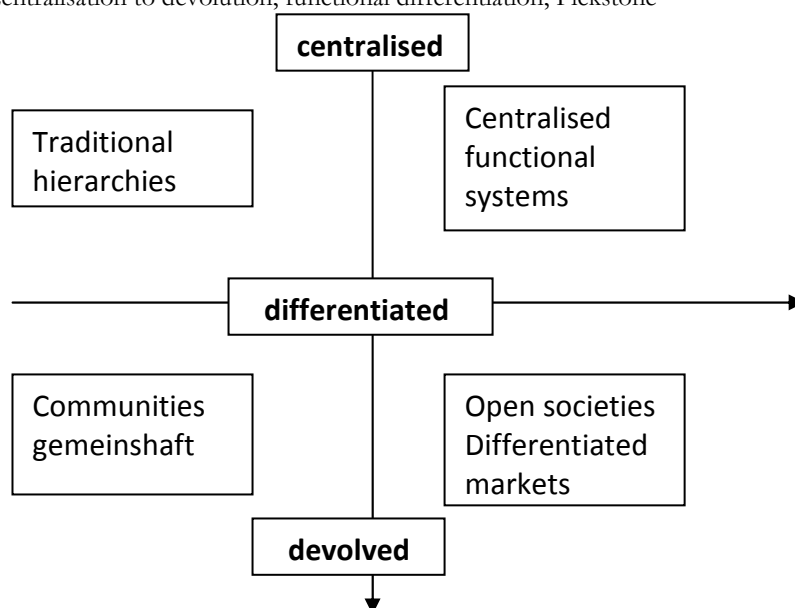 centralisation to devolution, functional differentiation, Pickstone
centralised
Traditional
hierarchies
Centralised
functional
systems
differentiated
Communities
gemeinshaft
Open societies
Differentiated
markets
devolved